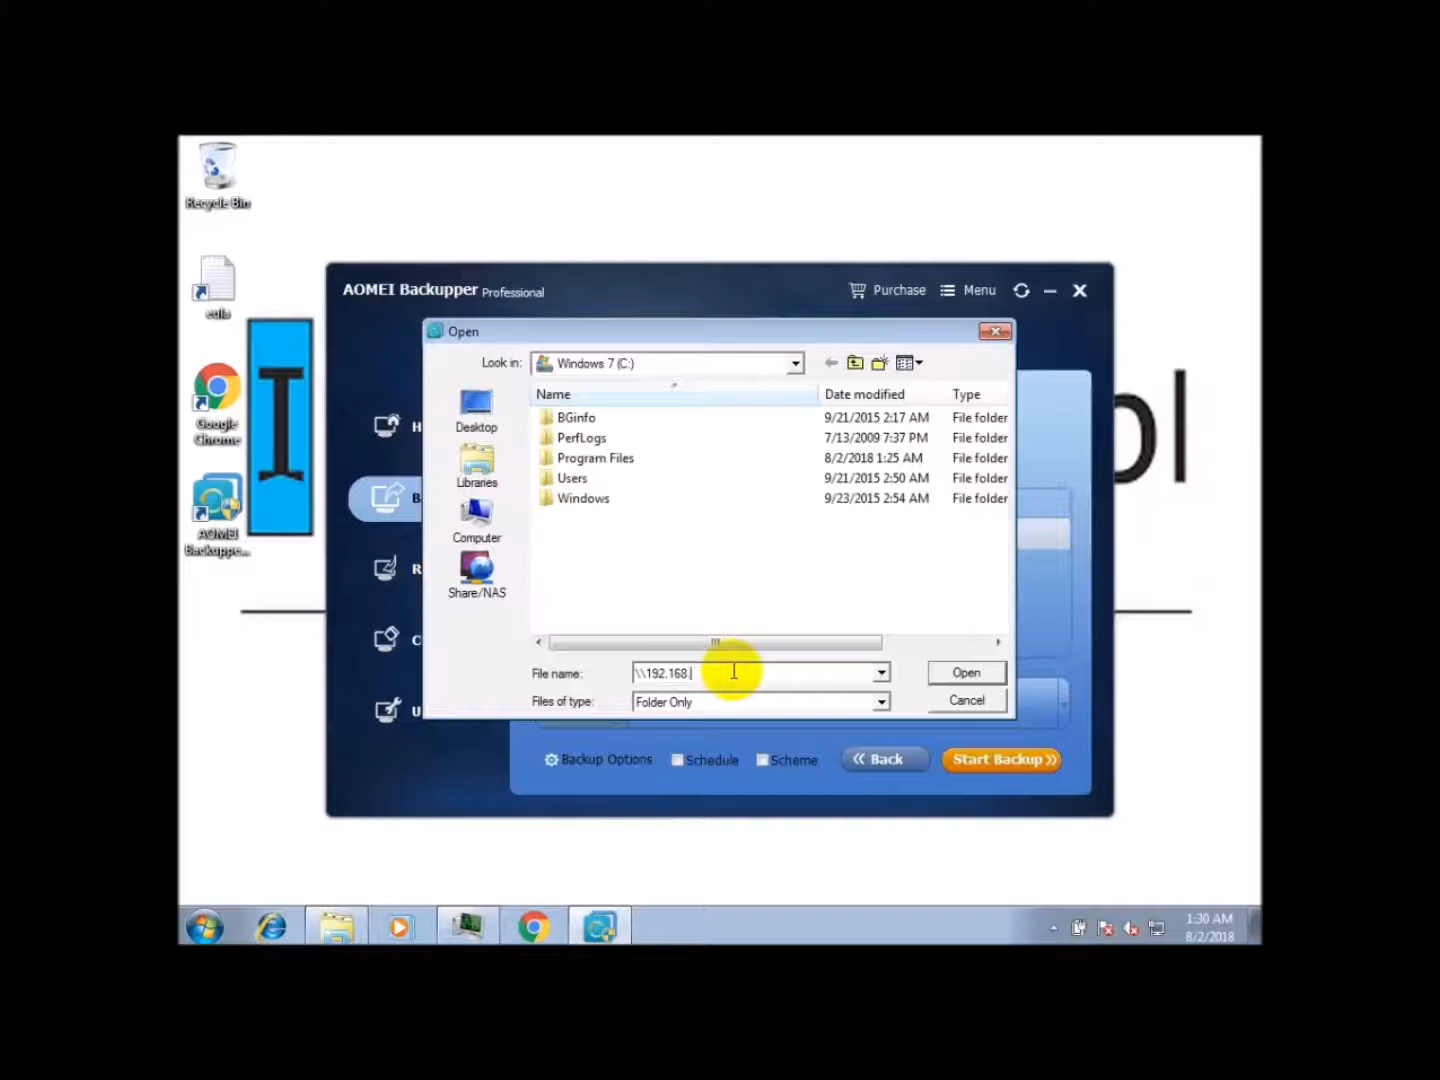 Recycle Bin
eula
Google
Chrome
AOMEI
Backuppe...
I
pl
AOMEI Backupper Professional
Purchase
Menu
Open
Look in:
Windows 7 (C:)
Desktop
Libraries
Computer
Share/NAS
Name
Date modified
Type
BGinfo
9/21/2015 2:17 AM
File folder
PerfLogs
7/13/2009 7:37 PM
File folder
Program Files
8/2/2018 1:25 AM
File folder
Users
9/21/2015 2:50 AM
File folder
Windows
9/23/2015 2:54 AM
File folder
H
B
R
C
U
File name:
\\192.168.
Open
Files of type:
Folder Only
Cancel
Backup Options
Schedule
Scheme
Back
Start Backup
1:30 AM
8/2/2018